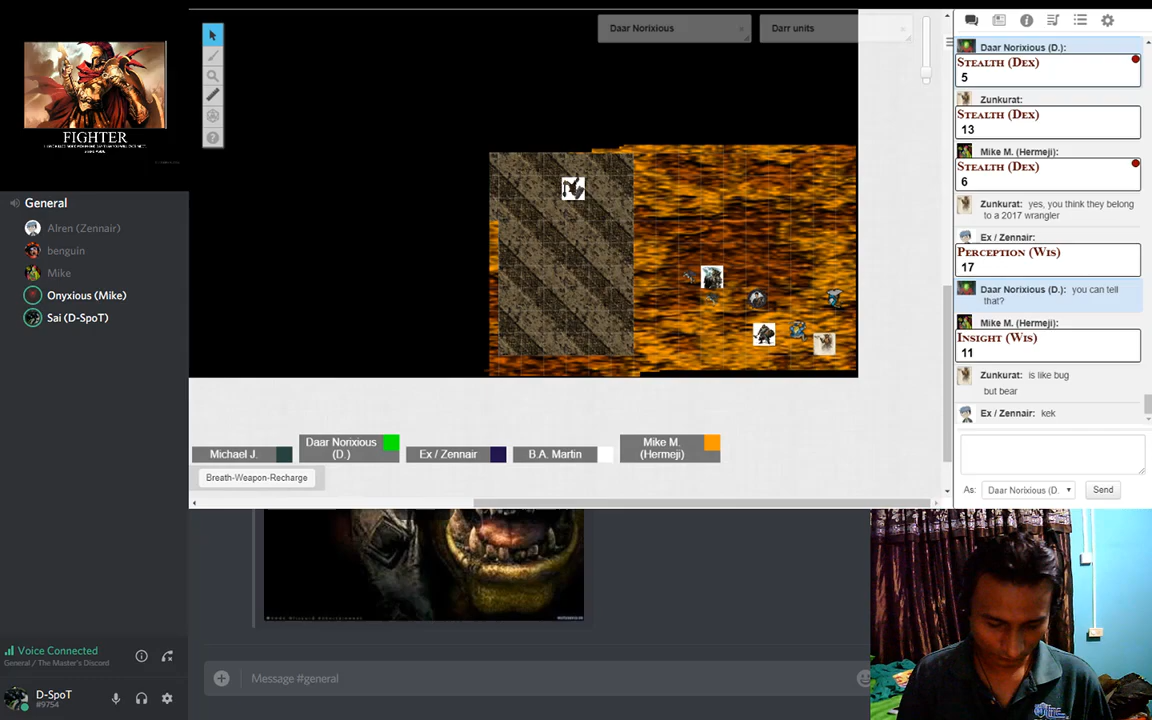 FIGHTER
General
Alren (Zennair)
benguin
Mike
Onyxious (Mike)
Sai (D-SpoT)
Voice Connected
General / The Master's Discord
D-SpoT
#9754
Daar Norixious
Darr units
Michael J.
Daar Norixious
(D.)
Ex / Zennair
B.A. Martin
Mike M.
(Hermeji)
Breath-Weapon-Recharge
Message #general
Daar Norixious (D.):
STEALTH (DEX)
5
Zunkurat:
STEALTH (DEX)
13
Mike M. (Hermeji):
STEALTH (DEX)
6
Zunkurat: yes, you think they belong
to a 2017 wrangler
Ex / Zennair:
PERCEPTION (WIS)
17
Daar Norixious (D.): you can tell
that?
Mike M. (Hermeji):
INSIGHT (WIS)
11
Zunkurat: is like bug
but bear
Ex / Zennair: kek
As: Daar Norixious (D. Send